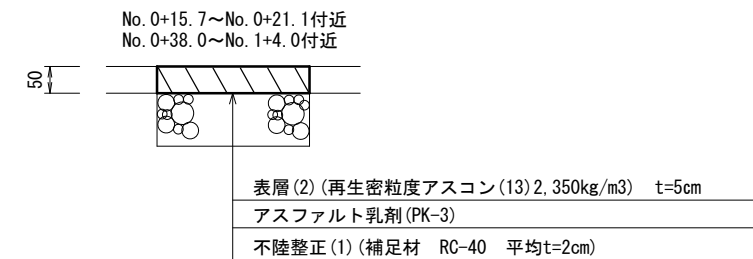 No.0+15.7～No.0+21.1付近
No.0+38.0～No.1+4.0付近
50
表層(2)(再生密粒度アスコン(13)2,350kg/m3)　t=5cm
アスファルト乳剤(PK-3)
不陸整正(1)(補足材　RC-40　平均t=2cm)